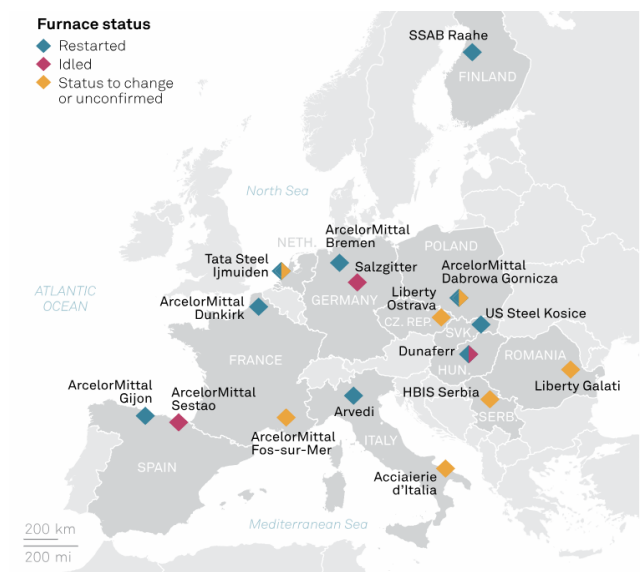 Furnace status
Restarted
Idled
Status to change
or unconfirmed
SSAB Raahe
FINLAND
North Sea
NETH.
ArcelorMittal
Bremen
POLAND
Tata Steel
Ijmuiden
Salzgitter
ArcelorMittal
Dabrowa Gornicza
ATLANTIC
OCEAN
ArcelorMittal
Dunkirk
GERMANY
Liberty
Ostrava
CZ. REP.
US Steel Kosice
SVK.
Dunaferr
HUN.
ROMANIA
FRANCE
ArcelorMittal
Gijon
ArcelorMittal
Sestao
HBIS Serbia
Liberty Galati
Arvedi
SERB.
ArcelorMittal
Fos-sur-Mer
ITALY
SPAIN
Acciaierie
d'Italia
200 km
200 mi
Mediterranean Sea